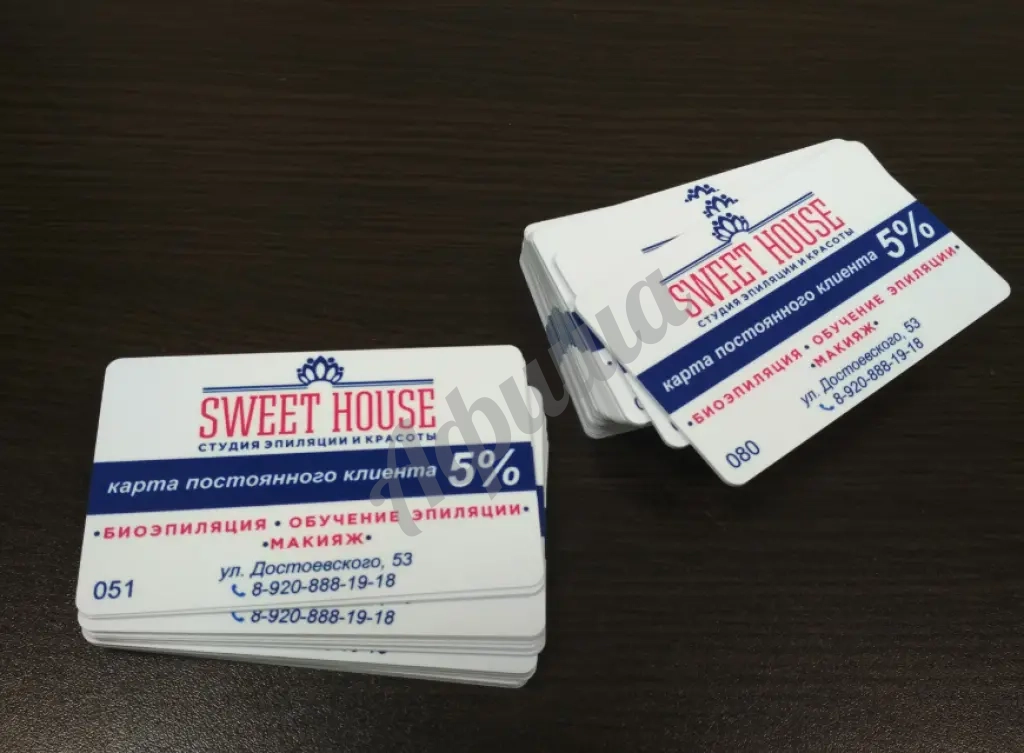 SWEET HOUSE
СТУДИЯ ЭПИЛЯЦИИ И КРАСОТЫ
карта постоянного клиента 5%
•БИОЭПИЛЯЦИЯ • ОБУЧЕНИЕ ЭПИЛЯЦИИ•
•МАКИЯЖ•
ул. Достоевского, 53
8-920-888-19-18
051
8-920-888-19-18
SWEET HOUSE
СТУДИЯ ЭПИЛЯЦИИ И КРАСОТЫ
карта постоянного клиента 5%
•БИОЭПИЛЯЦИЯ • ОБУЧЕНИЕ ЭПИЛЯЦИИ•
•МАКИЯЖ•
ул. Достоевского, 53
8-920-888-19-18
080
Афиша